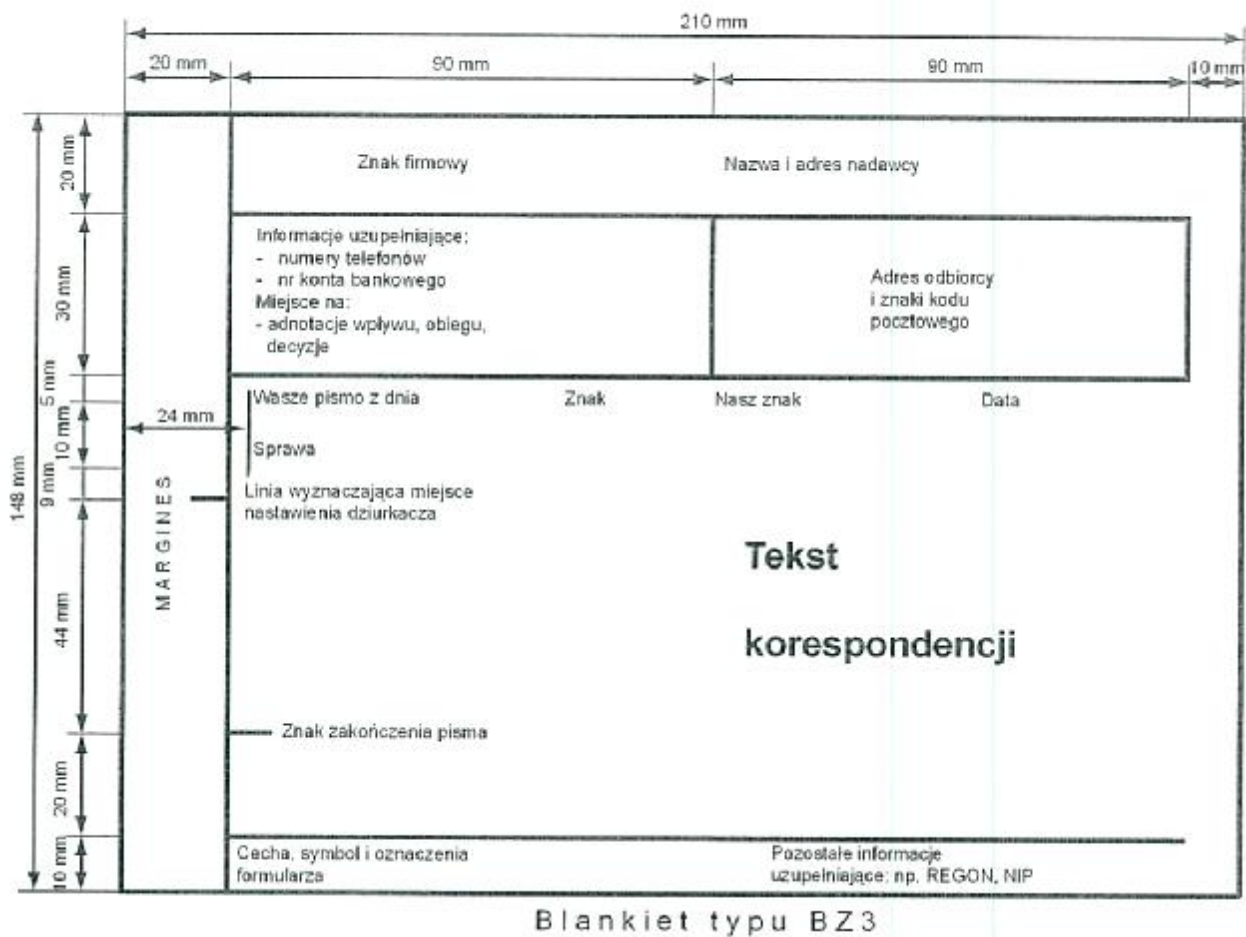 210 mm
20 mm
90 mm
90 mm
10 mm
148 mm
20 mm
Znak firmowy
Nazwa i adres nadawcy
30 mm
Informacje uzupełniające:
- numery telefonów
- nr konta bankowego
Miejsce na:
- adnotacje wpływu, obiegu,
decyzje
Adres odbiorcy
i znaki kodu
pocztowego
5 mm
Wasze pismo z dnia
Znak
Nasz znak
Data
24 mm
10 mm
Sprawa
9 mm
Linia wyznaczająca miejsce
nastawienia dziurkacza
MARGINES
Tekst
korespondencji
44 mm
Znak zakończenia pisma
20 mm
10 mm
Cecha, symbol i oznaczenia
formularza
Pozostałe informacje
uzupełniające: np. REGON, NIP
Blankiet typu BZ3